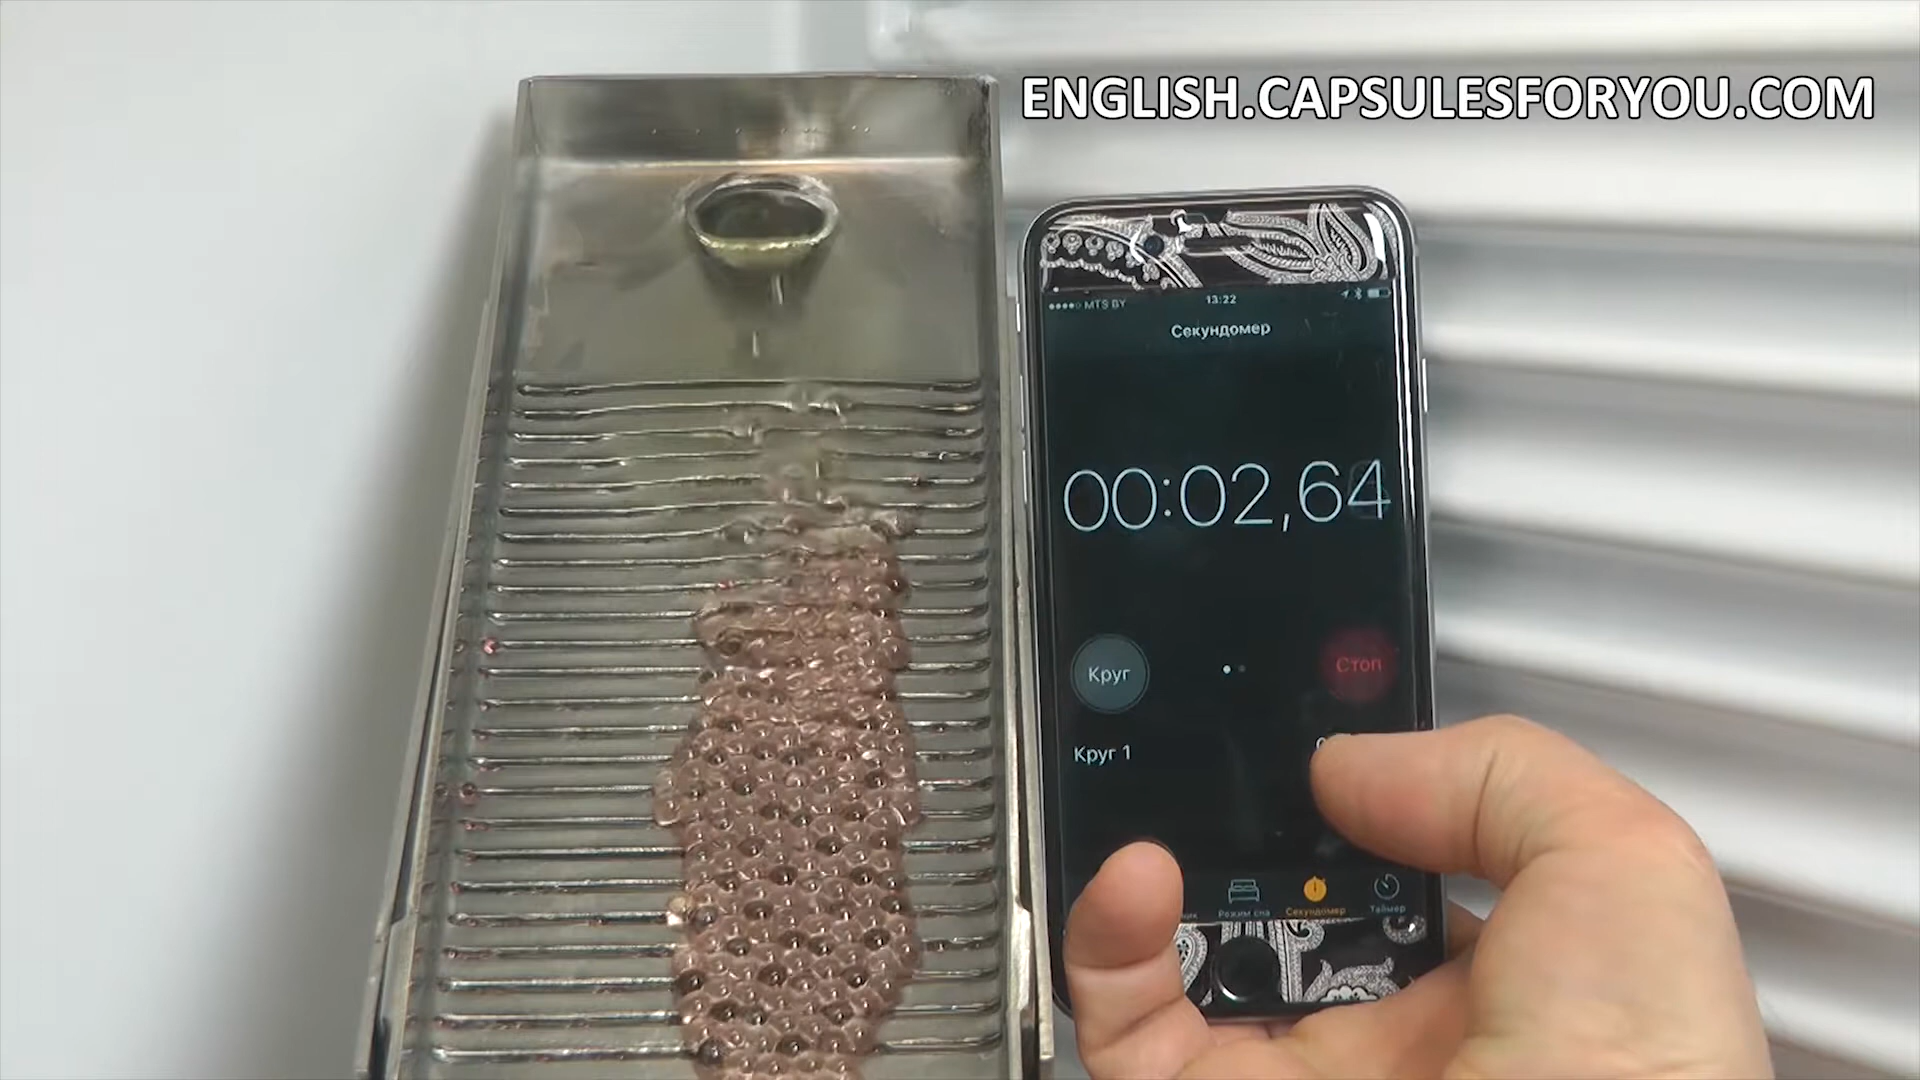 ENGLISH.CAPSULESFORYOU.COM
MTS BY
13:22
Секундомер
00:02,64
Круг
Стоп
Круг 1
Режим сна
Секундомер
Таймер